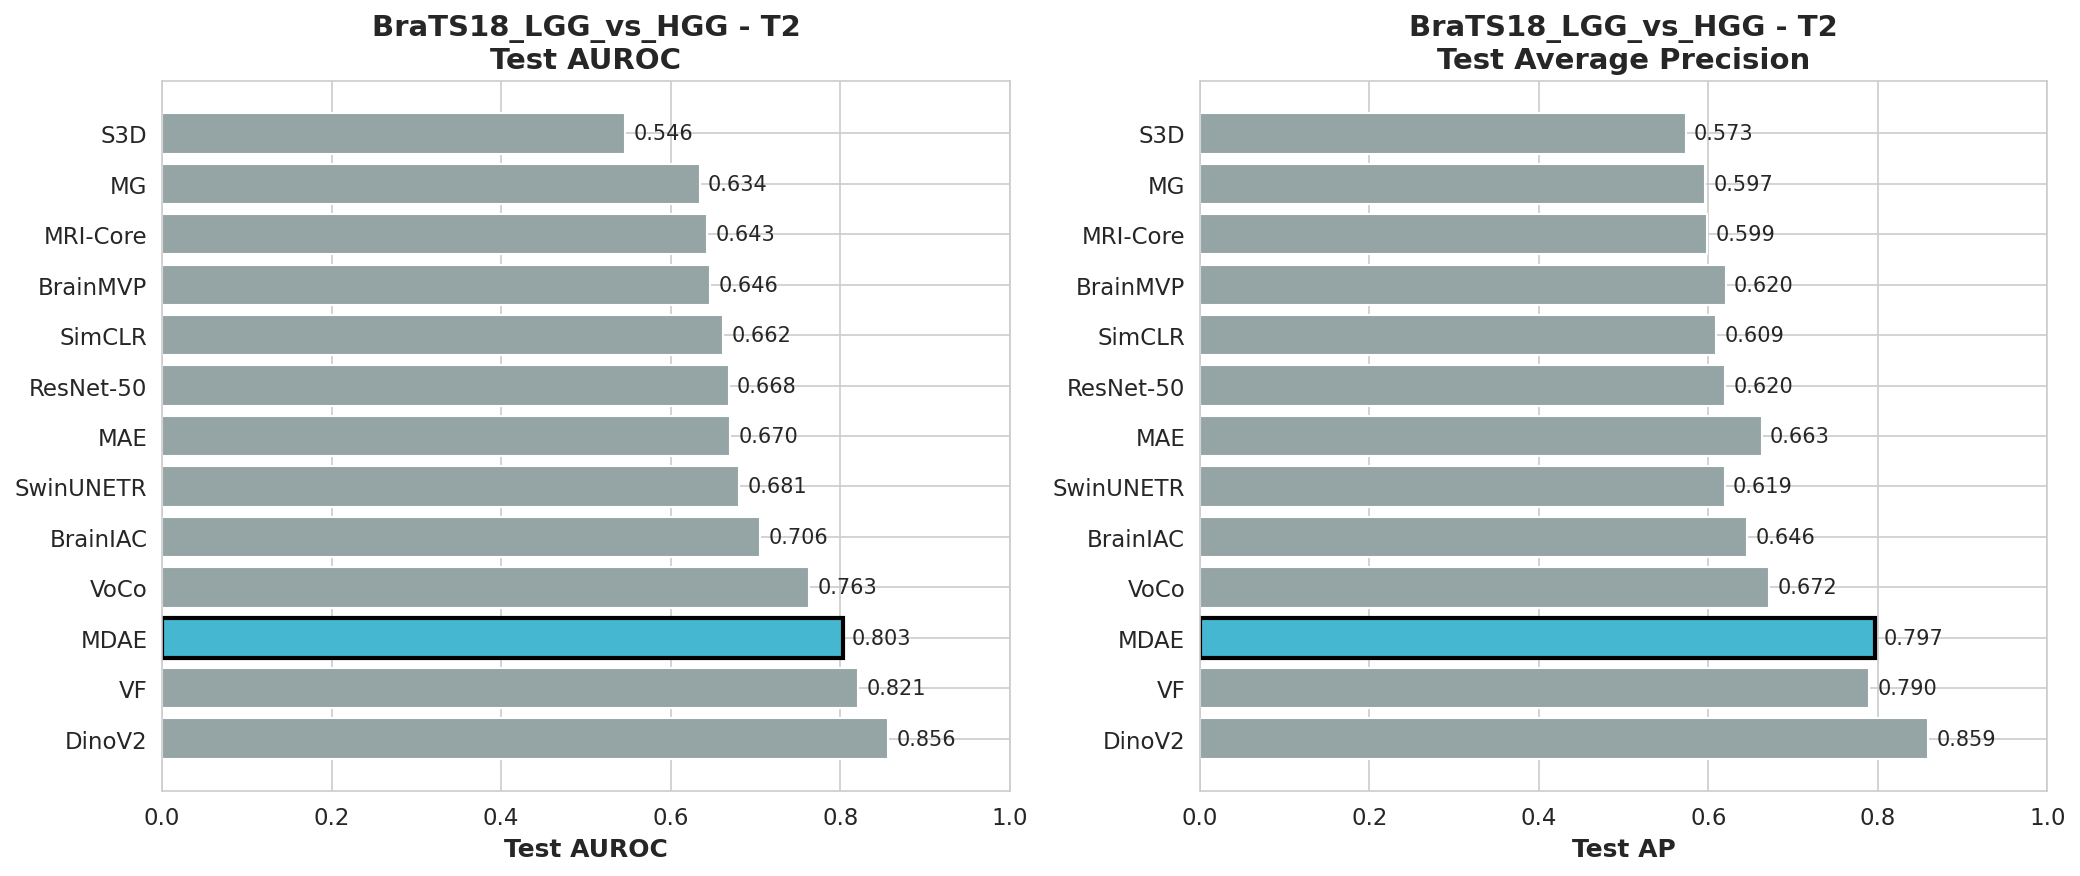 BraTS18_LGG_vs_HGG - T2
Test AUROC
S3D 0.546
MG 0.634
MRI-Core 0.643
BrainMVP 0.646
SimCLR 0.662
ResNet-50 0.668
MAE 0.670
SwinUNETR 0.681
BrainIAC 0.706
VoCo 0.763
MDAE 0.803
VF 0.821
DinoV2 0.856
0.0 0.2 0.4 0.6 0.8 1.0
Test AUROC
BraTS18_LGG_vs_HGG - T2
Test Average Precision
S3D 0.573
MG 0.597
MRI-Core 0.599
BrainMVP 0.620
SimCLR 0.609
ResNet-50 0.620
MAE 0.663
SwinUNETR 0.619
BrainIAC 0.646
VoCo 0.672
MDAE 0.797
VF 0.790
DinoV2 0.859
0.0 0.2 0.4 0.6 0.8 1.0
Test AP